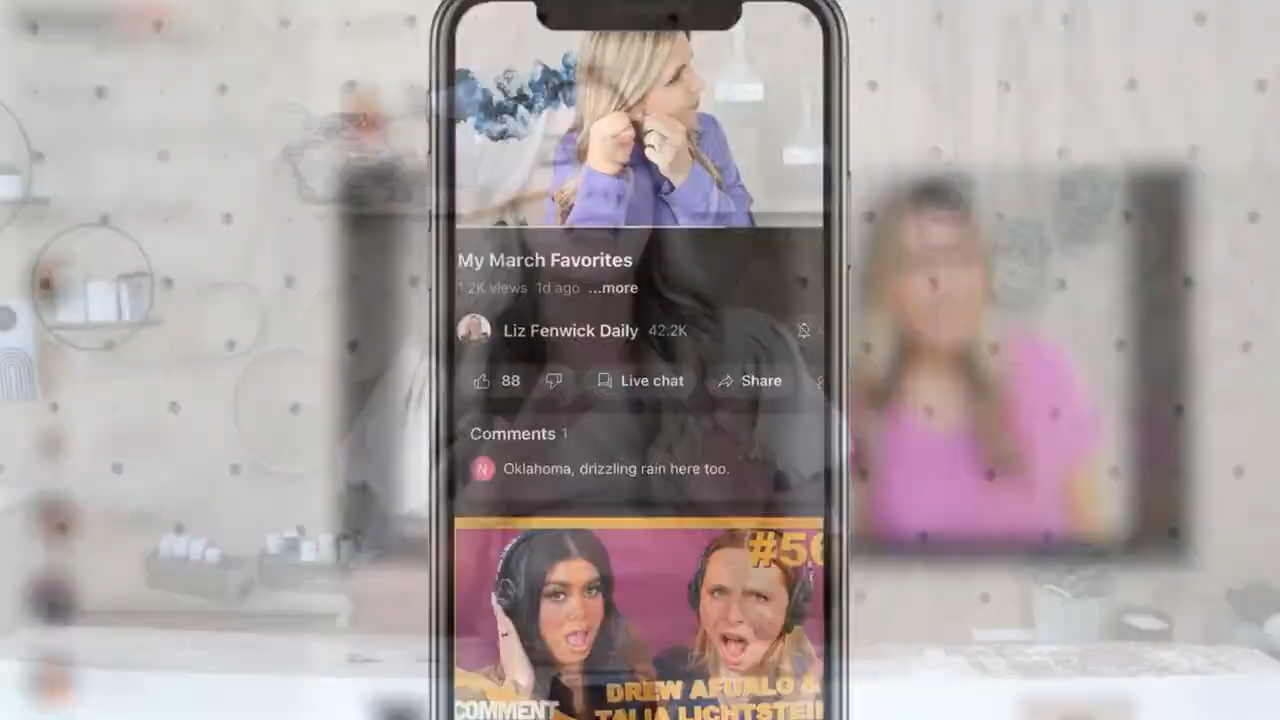 My March Favorites
1.2K views 1d ago ...more
Liz Fenwick Daily 42.2K
88 Live chat Share
Comments 1
N Oklahoma, drizzling rain here too.
#56
DREW AFUALO &
COMMENT
TALIA LICHTSTEI